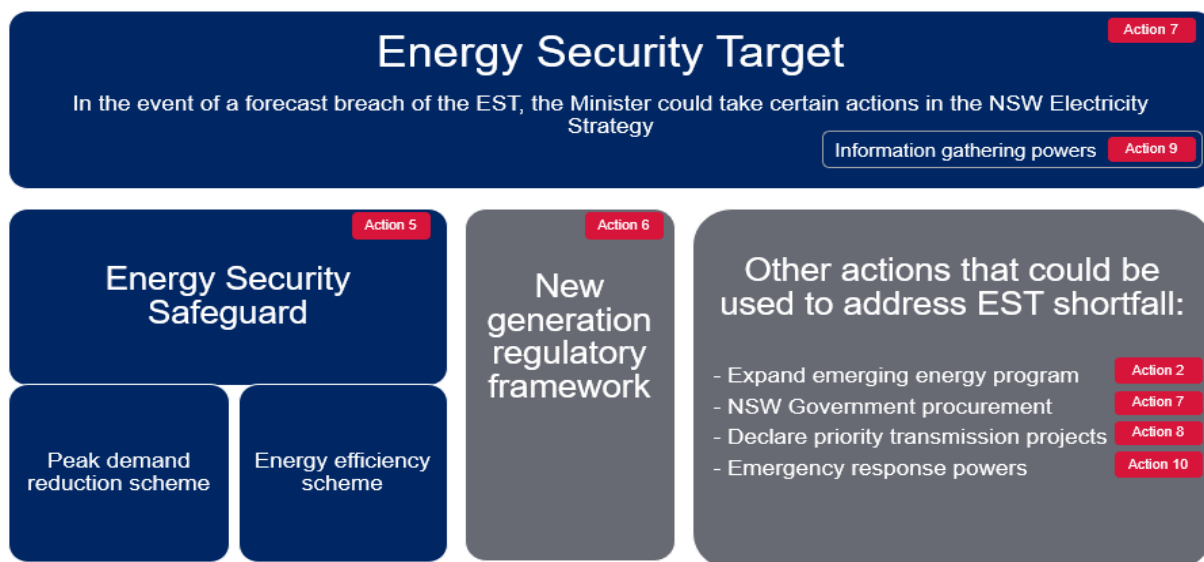 Action 7
Energy Security Target
In the event of a forecast breach of the EST, the Minister could take certain actions in the NSW Electricity
Strategy
Information gathering powers Action 9
Action 5
Energy Security
Safeguard
Peak demand
reduction scheme
Energy efficiency
scheme
Action 6
New
generation
regulatory
framework
Other actions that could be
used to address EST shortfall:
- Expand emerging energy program Action 2
- NSW Government procurement Action 7
- Declare priority transmission projects Action 8
- Emergency response powers Action 10